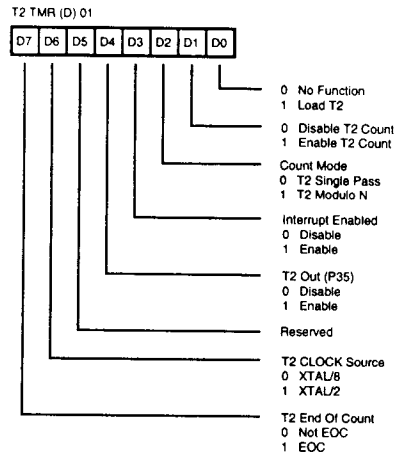 T2 TMR (D) 01
D7 D6 D5 D4 D3 D2 D1 D0
0 No Function
1 Load T2
0 Disable T2 Count
1 Enable T2 Count
Count Mode
0 T2 Single Pass
1 T2 Modulo N
Interrupt Enabled
0 Disable
1 Enable
T2 Out (P35)
0 Disable
1 Enable
Reserved
T2 CLOCK Source
0 XTAL/8
1 XTAL/2
T2 End Of Count
0 Not EOC
1 EOC